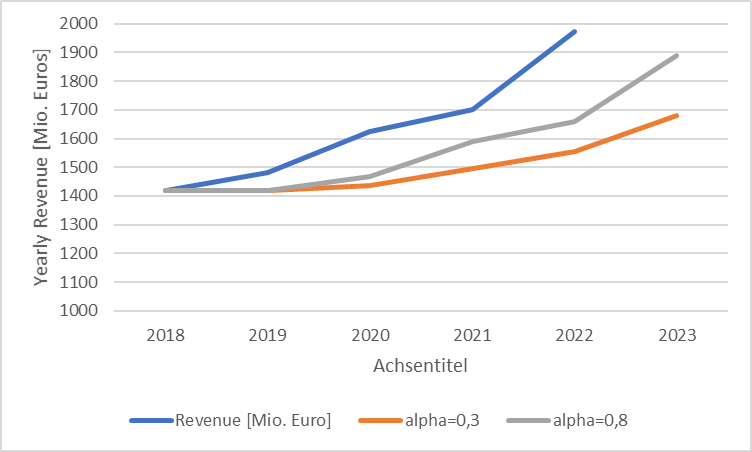 Yearly Revenue [Mio. Euros]
2000
1900
1800
1700
1600
1500
1400
1300
1200
1100
1000
2018 2019 2020 2021 2022 2023
Achsentitel
Revenue [Mio. Euro] alpha=0,3 alpha=0,8